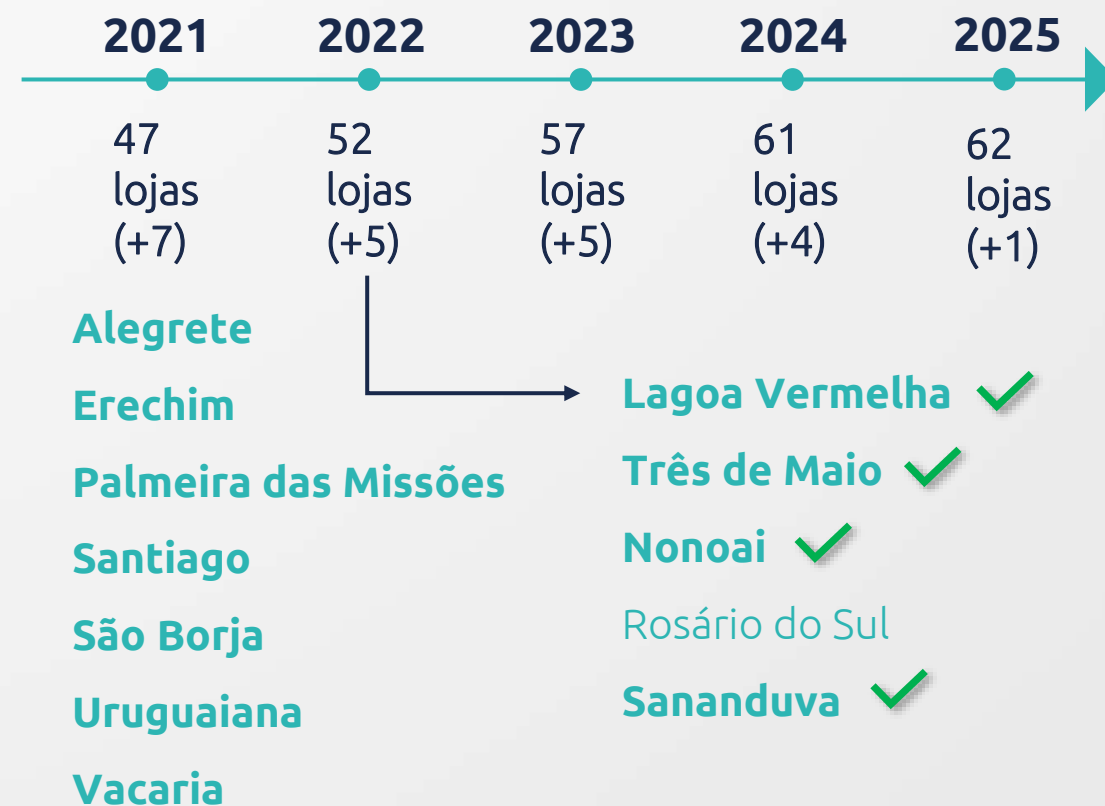 2021 2022 2023 2024 2025
47 52 57 61 62
lojas lojas lojas lojas lojas
(+7) (+5) (+5) (+4) (+1)
Alegrete
Erechim
Palmeira das Missões
Santiago
São Borja
Uruguaiana
Vacaria
Lagoa Vermelha
Três de Maio
Nonoai
Rosário do Sul
Sananduva